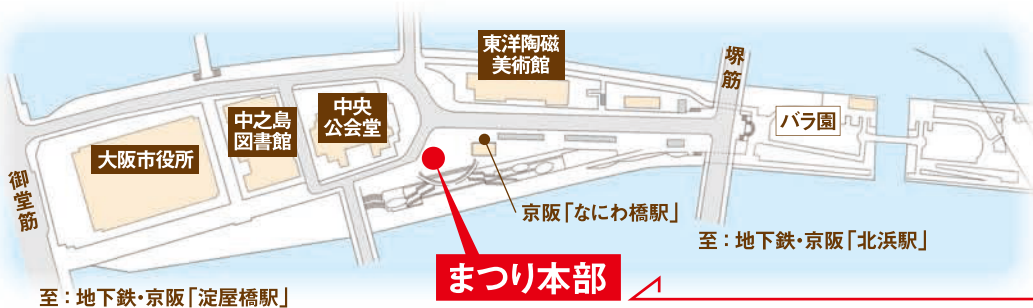 東洋陶磁
美術館
堺筋
中央
公会堂
中之島
図書館
バラ園
大阪市役所
御堂筋
京阪「なにわ橋駅」
至：地下鉄・京阪「北浜駅」
まつり本部
至：地下鉄・京阪「淀屋橋駅」